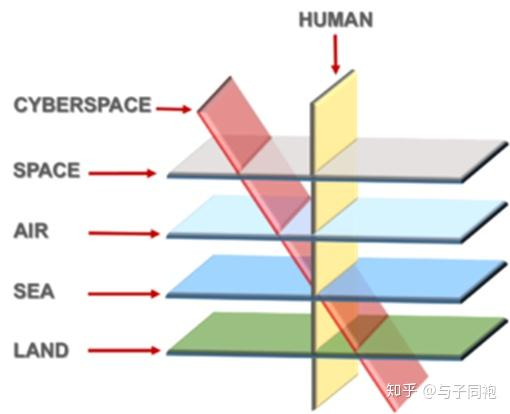 HUMAN
CYBERSPACE
SPACE
AIR
SEA
LAND
知乎 @与子同袍